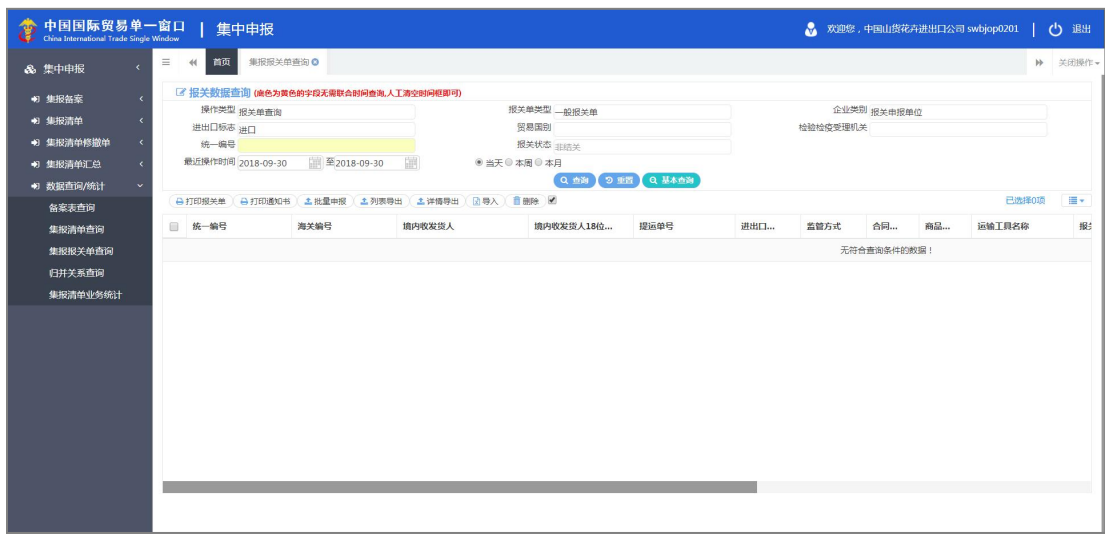 中国国际贸易单一窗口 | 集中申报
China International Trade Single Window
欢迎您，中国山货花卉进出口公司 swbjop0201 | 退出
集中申报
首页 集报报关单查询 关闭操作
集报备案
集报清单
集报清单修撤单
集报清单汇总
数据查询/统计
备案表查询
集报清单查询
集报报关单查询
归并关系查询
集报清单业务统计
报关数据查询 (底色为黄色的字段无需联合时间查询,人工清空时间框即可)
操作类型 报关单查询 报关单类型 一般报关单 企业类别 报关申报单位
进出口标志 进口 贸易国别 检验检疫受理机关
统一编号 报关状态 非结关
最近操作时间 2018-09-30 至 2018-09-30 当天 本周 本月
查询 重置 基本查询
打印报关单 打印通知书 批量申报 列表导出 详情导出 导入 删除 已选择0项
统一编号 海关编号 境内收发货人 境内收发货人18位... 提运单号 进出口... 监管方式 合同... 商品... 运输工具名称
无符合查询条件的数据！